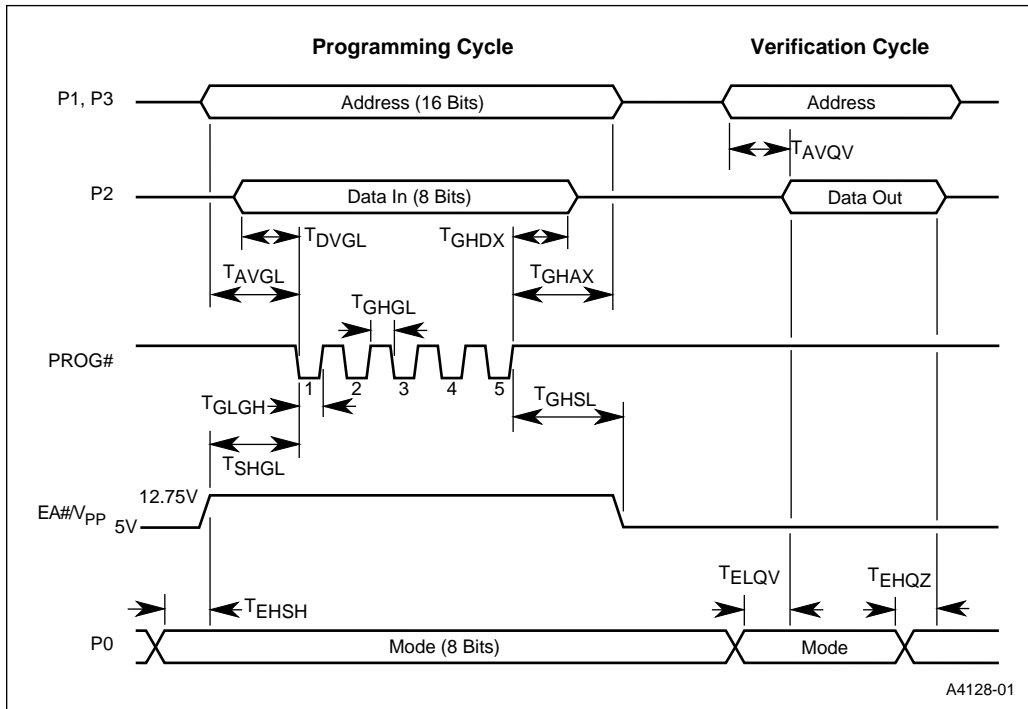 Programming Cycle Verification Cycle
P1, P3 Address (16 Bits) Address
TAVQV
P2 Data In (8 Bits) Data Out
TDVGL TGHDX
TAVGL TGHAX
TGHGL
PROG#
1 2 3 4 5
TGLGH TGHSL
TSHGL
12.75V
EA#/VPP 5V
TELQV TEHQZ
TEHSH
P0 Mode (8 Bits) Mode
A4128-01